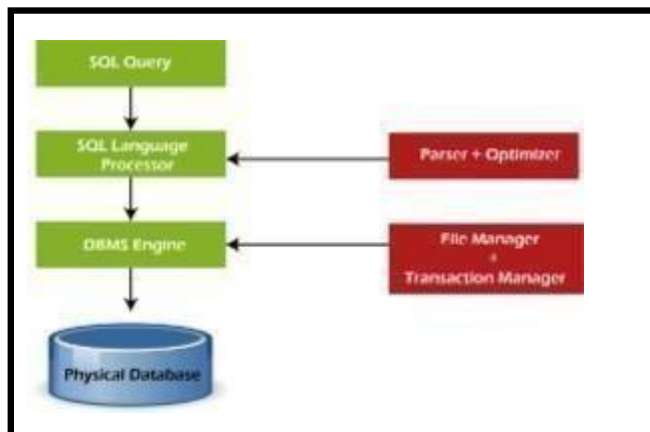 SQL Query
SQL Language
Processor
Parser + Optimizer
DBMS Engine
File Manager
+
Transaction Manager
Physical Database